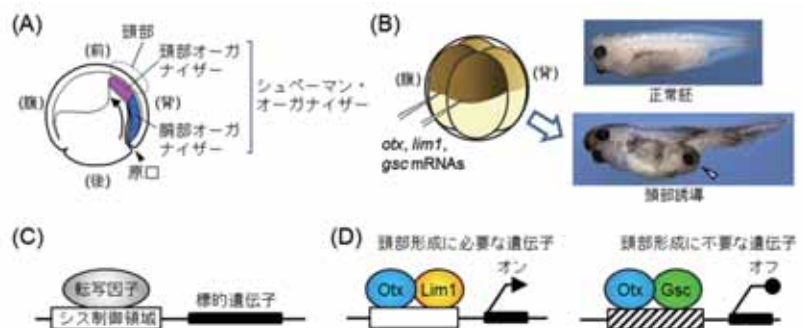 (A)
頭部
(前)
頭部オーガ
ナイザー
(腹)
(背)
シュペーマン・
オーガナイザー
胴部オーガ
ナイザー
(後)
原口
(B)
(腹)
(背)
otx, lim1,
gsc mRNAs
正常胚
頭部誘導
(C)
転写因子
シス制御領域
標的遺伝子
(D)
頭部形成に必要な遺伝子
オン
Otx
Lim1
頭部形成に不要な遺伝子
オフ
Otx
Gsc